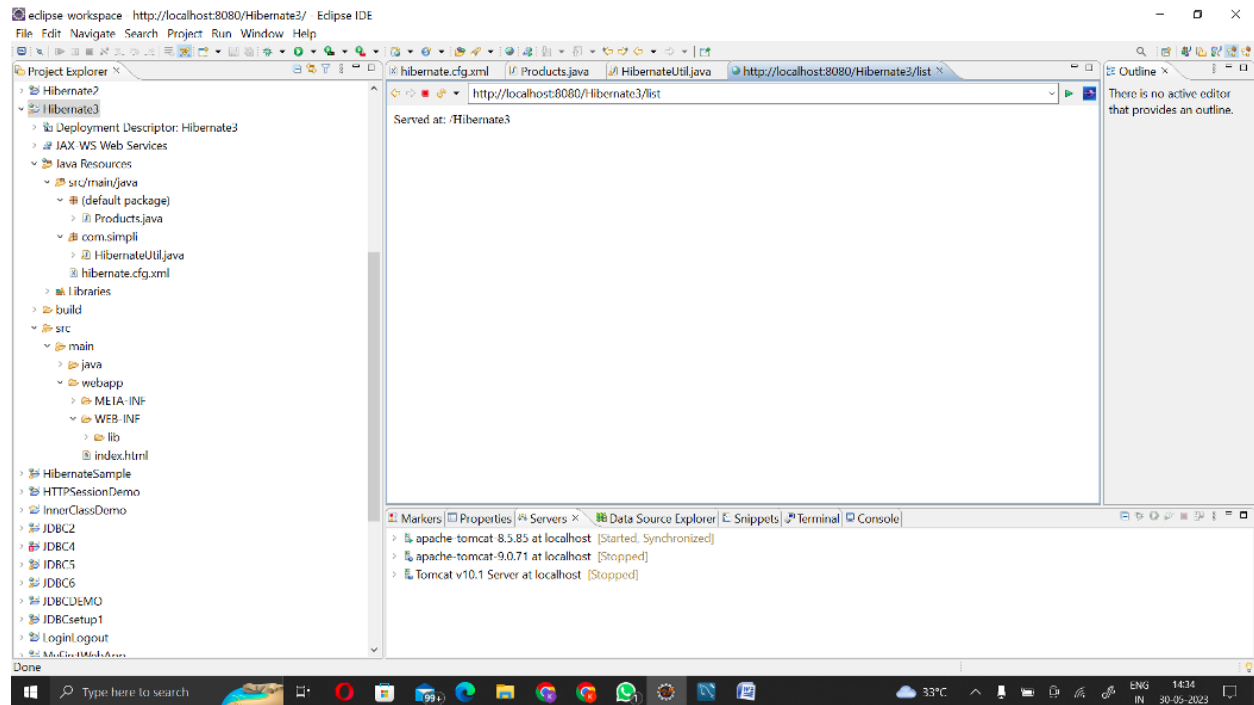 eclipse workspace - http://localhost:8080/Hibernate3/ - Eclipse IDE
File Edit Navigate Search Project Run Window Help
Project Explorer
hibernate.cfg.xml Products.java HibernateUtil.java http://localhost:8080/Hibernate3/list
Outline
http://localhost:8080/Hibernate3/list
There is no active editor
that provides an outline.
Served at: /Hibernate3
Hibernate2
Hibernate3
Deployment Descriptor: Hibernate3
JAX-WS Web Services
Java Resources
src/main/java
(default package)
Products.java
com.simpli
HibernateUtil.java
hibernate.cfg.xml
Libraries
build
src
main
java
webapp
META-INF
WEB-INF
lib
index.html
HibernateSample
HTTPSessionDemo
InnerClassDemo
JDBC2
JDBC4
JDBC5
JDBC6
JDBCDEMO
JDBCsetup1
LoginLogout
MyFirstWebApp
Markers Properties Servers Data Source Explorer Snippets Terminal Console
apache-tomcat-8.5.85 at localhost [Started, Synchronized]
apache-tomcat-9.0.71 at localhost [Stopped]
Tomcat v10.1 Server at localhost [Stopped]
Done
Type here to search
99+
33°C
ENG
IN
14:34
30-05-2023